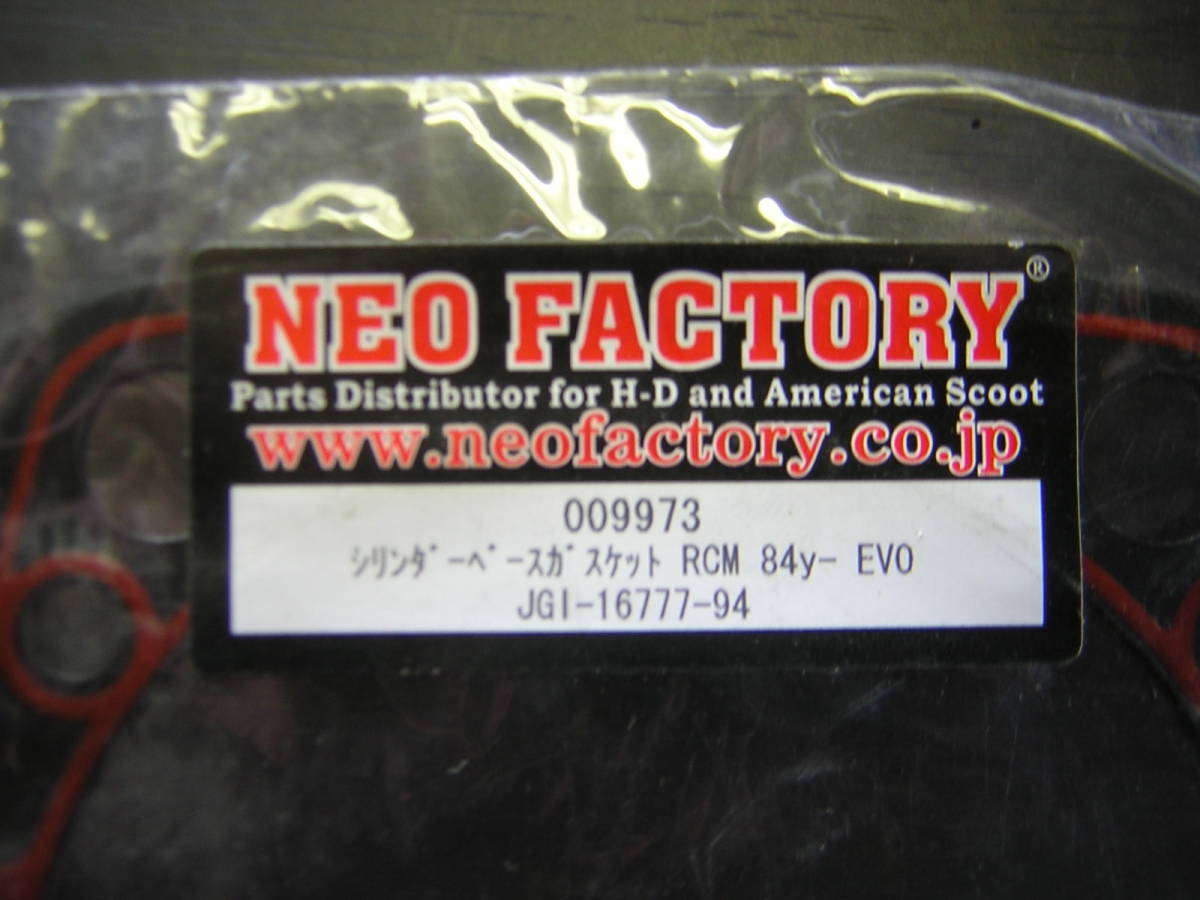 NEO FACTORY®
Parts Distributor for H-D and American Scoot
www.neofactory.co.jp
009973
ｼﾘﾝﾀﾞｰﾍﾞｰｽｶﾞｽｹｯﾄ RCM 84y- EVO
JGI-16777-94